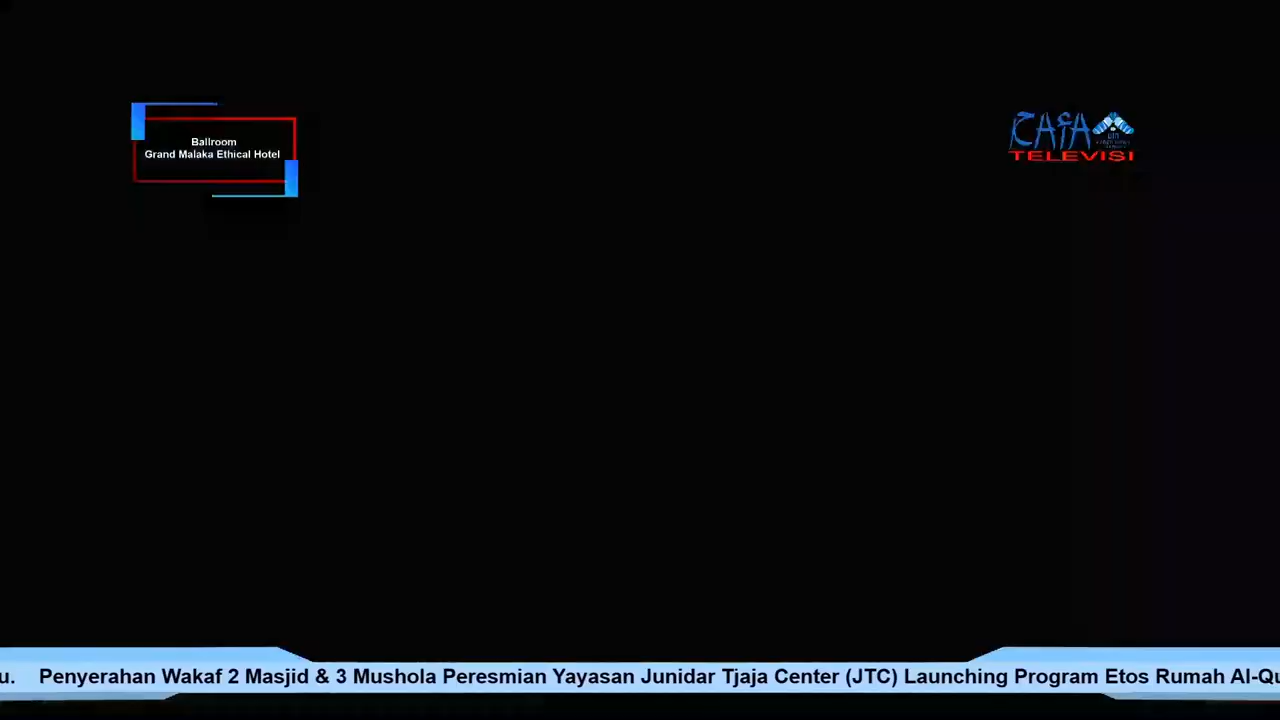 Ballroom
Grand Malaka Ethical Hotel
RAfA
TELEVISI
u. Penyerahan Wakaf 2 Masjid & 3 Mushola Peresmian Yayasan Junidar Tjaja Center (JTC) Launching Program Etos Rumah Al-Qu